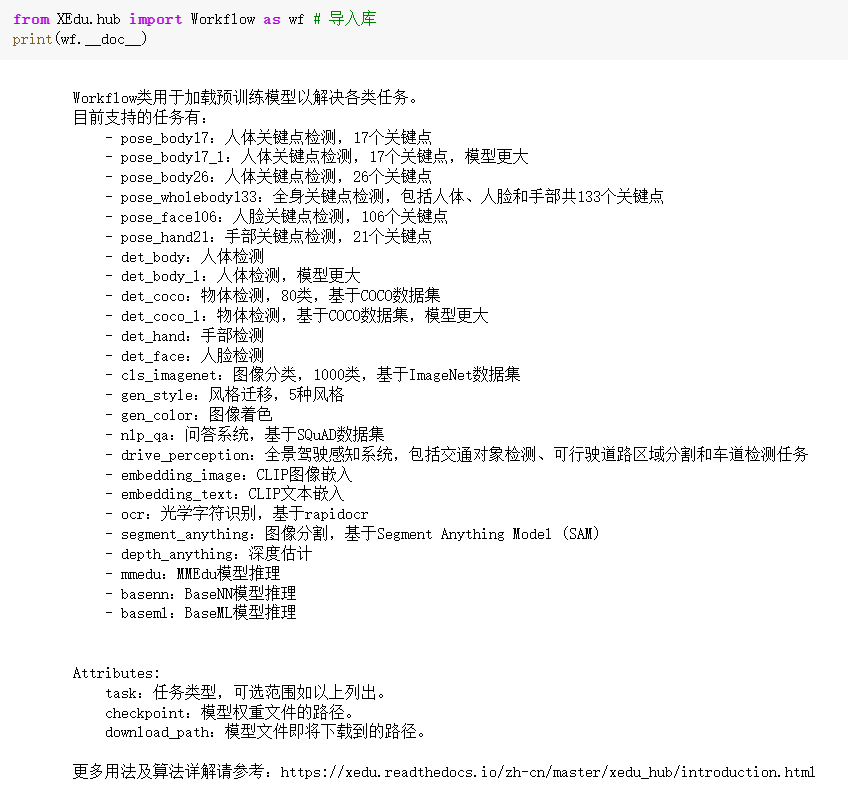 from XEdu.hub import Workflow as wf # 导入库
print(wf.__doc__)
Workflow类用于加载预训练模型以解决各类任务。
目前支持的任务有：
- pose_body17：人体关键点检测，17个关键点
- pose_body17_l：人体关键点检测，17个关键点，模型更大
- pose_body26：人体关键点检测，26个关键点
- pose_wholebody133：全身关键点检测，包括人体、人脸和手部共133个关键点
- pose_face106：人脸关键点检测，106个关键点
- pose_hand21：手部关键点检测，21个关键点
- det_body：人体检测
- det_body_l：人体检测，模型更大
- det_coco：物体检测，80类，基于COCO数据集
- det_coco_l：物体检测，基于COCO数据集，模型更大
- det_hand：手部检测
- det_face：人脸检测
- cls_imagenet：图像分类，1000类，基于ImageNet数据集
- gen_style：风格迁移，5种风格
- gen_color：图像着色
- nlp_qa：问答系统，基于SQuAD数据集
- drive_perception：全景驾驶感知系统，包括交通对象检测、可行驶道路区域分割和车道检测任务
- embedding_image：CLIP图像嵌入
- embedding_text：CLIP文本嵌入
- ocr：光学字符识别，基于rapidocr
- segment_anything：图像分割，基于Segment Anything Model (SAM)
- depth_anything：深度估计
- mmedu：MMEdu模型推理
- basenn：BaseNN模型推理
- baseml：BaseML模型推理
Attributes:
task：任务类型，可选范围如以上列出。
checkpoint：模型权重文件的路径。
download_path：模型文件即将下载到的路径。
更多用法及算法详解请参考：https://xedu.readthedocs.io/zh-cn/master/xedu_hub/introduction.html